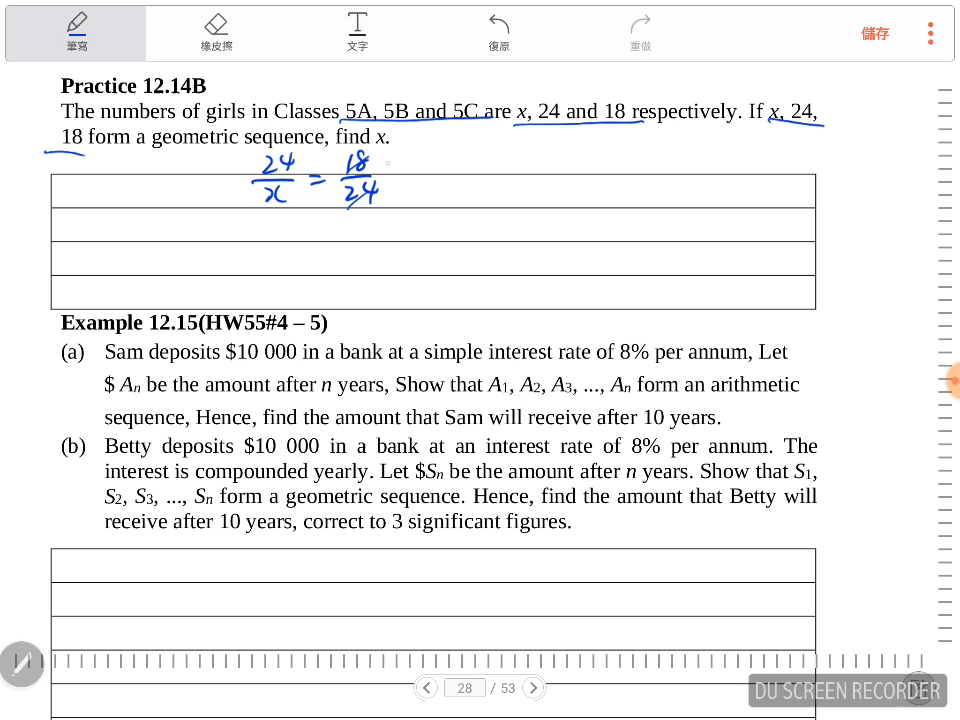 筆寫 橡皮擦 文字 復原 重做 儲存
Practice 12.14B
The numbers of girls in Classes 5A, 5B and 5C are x, 24 and 18 respectively. If x, 24,
18 form a geometric sequence, find x.
24/x = 18/24
Example 12.15(HW55#4 – 5)
(a) Sam deposits $10 000 in a bank at a simple interest rate of 8% per annum, Let
$ An be the amount after n years, Show that A1, A2, A3, ..., An form an arithmetic
sequence, Hence, find the amount that Sam will receive after 10 years.
(b) Betty deposits $10 000 in a bank at an interest rate of 8% per annum. The
interest is compounded yearly. Let $Sn be the amount after n years. Show that S1,
S2, S3, ..., Sn form a geometric sequence. Hence, find the amount that Betty will
receive after 10 years, correct to 3 significant figures.
28 / 53
DU SCREEN RECORDER